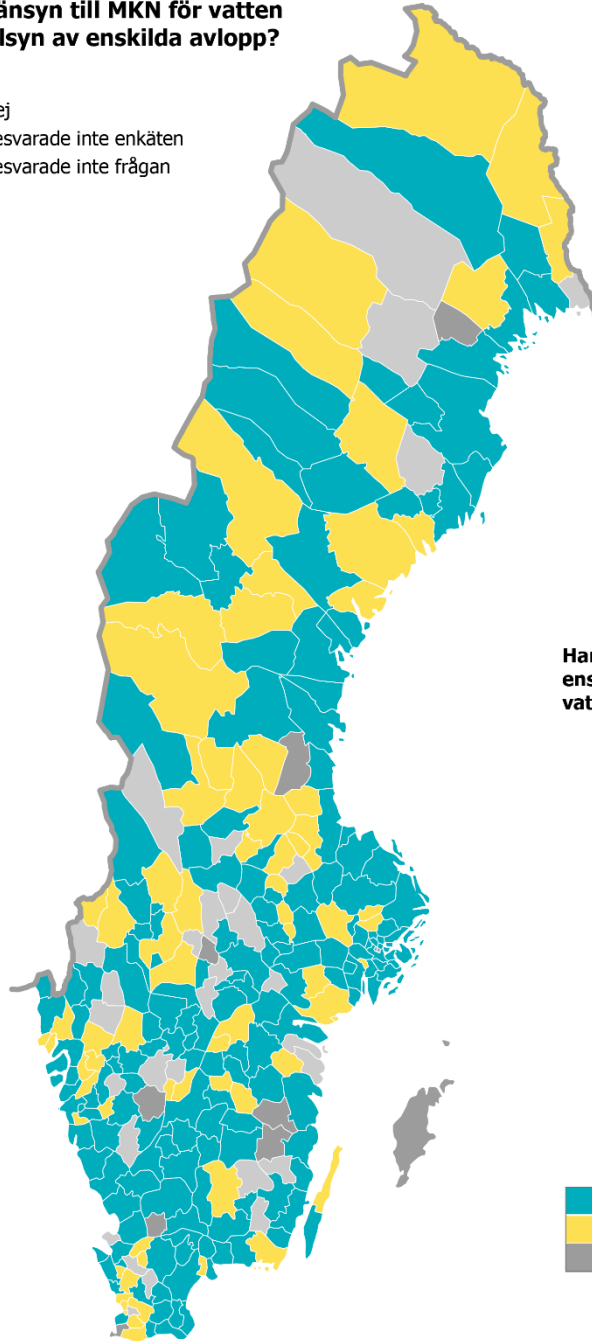 änsyn till MKN för vatten
lsyn av enskilda avlopp?
ej
esvarade inte enkäten
esvarade inte frågan
Har
ens
vat